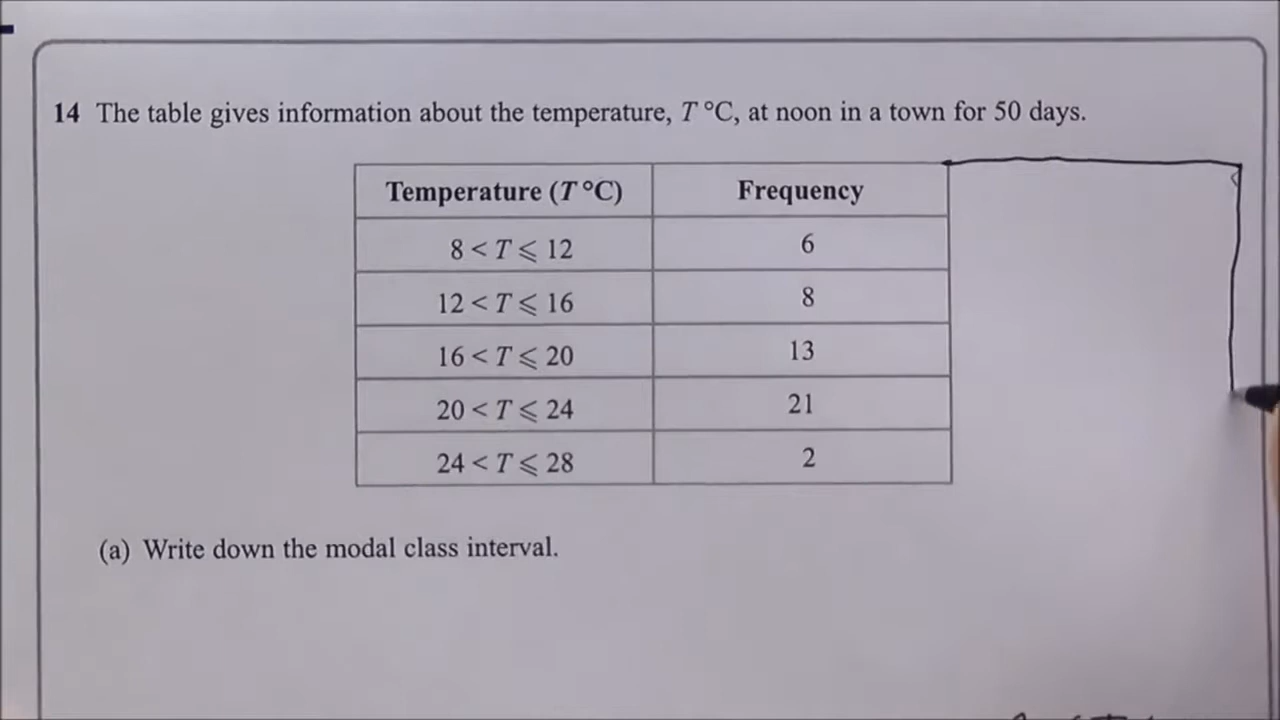 14 The table gives information about the temperature, T °C, at noon in a town for 50 days.
Temperature (T °C) Frequency
8 < T ⩽ 12 6
12 < T ⩽ 16 8
16 < T ⩽ 20 13
20 < T ⩽ 24 21
24 < T ⩽ 28 2
(a) Write down the modal class interval.